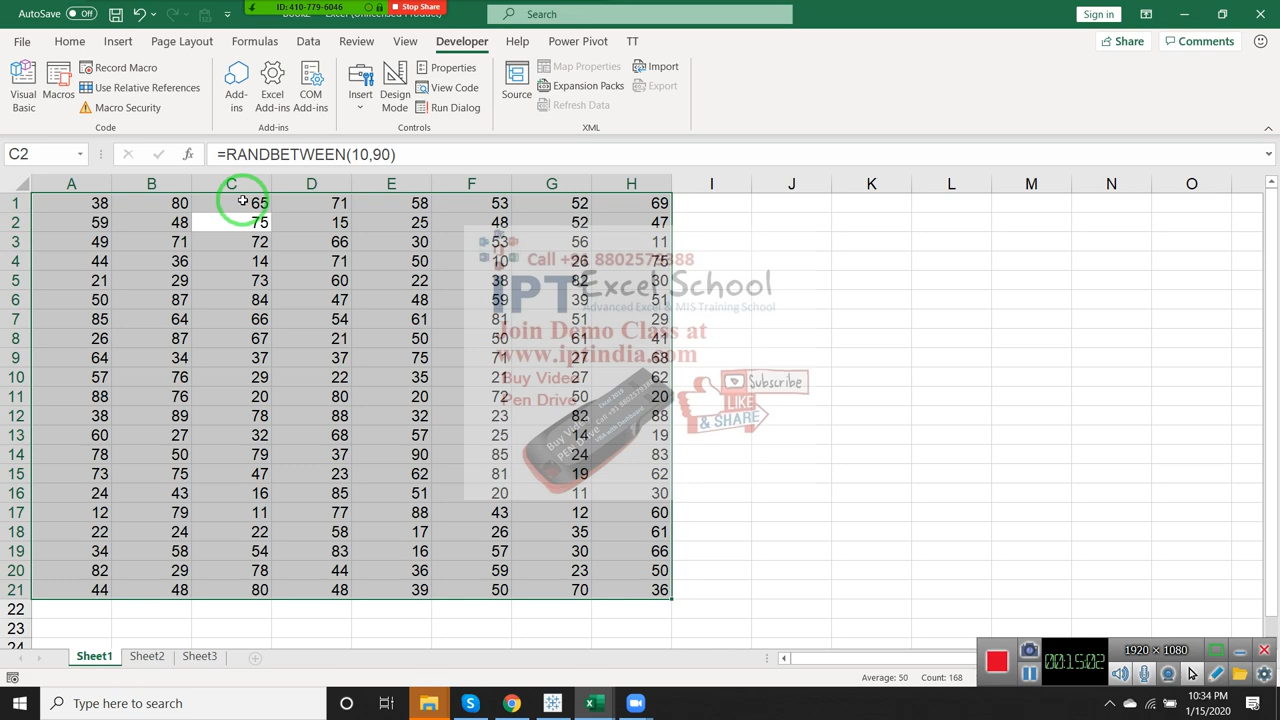 AutoSave Off
ID: 410-779-6046 Stop Share
Search
Sign in
File Home Insert Page Layout Formulas Data Review View Developer Help Power Pivot TT Share Comments
Visual Basic
Macros
Record Macro
Use Relative References
Macro Security
Code
Add-ins
Excel Add-ins
COM Add-ins
Add-ins
Insert
Design Mode
Properties
View Code
Run Dialog
Controls
Source
Map Properties
Expansion Packs
Refresh Data
Import
Export
XML
C2 fx =RANDBETWEEN(10,90)
A B C D E F G H I J K L M N O
1 38 80 65 71 58 53 52 69
2 59 48 75 15 25 48 52 47
3 49 71 72 66 30 53 56 11
4 44 36 14 71 50 10 26 75
5 21 29 73 60 22 38 82 30
6 50 87 84 47 48 59 39 51
7 85 64 66 54 61 81 51 29
8 26 87 67 21 50 50 61 41
9 64 34 37 37 75 71 27 68
10 57 76 29 22 35 21 27 62
11 88 76 20 80 20 72 50 20
12 38 89 78 88 32 23 82 88
13 60 27 32 68 57 25 14 19
14 78 50 79 37 90 85 24 83
15 73 75 47 23 62 81 19 62
16 24 43 16 85 51 20 11 30
17 12 79 11 77 88 43 12 60
18 22 24 22 58 17 26 35 61
19 34 58 54 83 16 57 30 66
20 82 29 78 44 36 59 23 50
21 44 48 80 48 39 50 70 36
22
23
24
IPT Excel School
Advanced Excel & MIS Training School
Join Demo Class at
www.iptindia.com
Buy Video
Pen Drive
Subscribe
LIKE
& SHARE
Sheet1 Sheet2 Sheet3
Average: 50 Count: 168
1920 × 1080
00:15:02
Type here to search
10:34 PM
1/15/2020